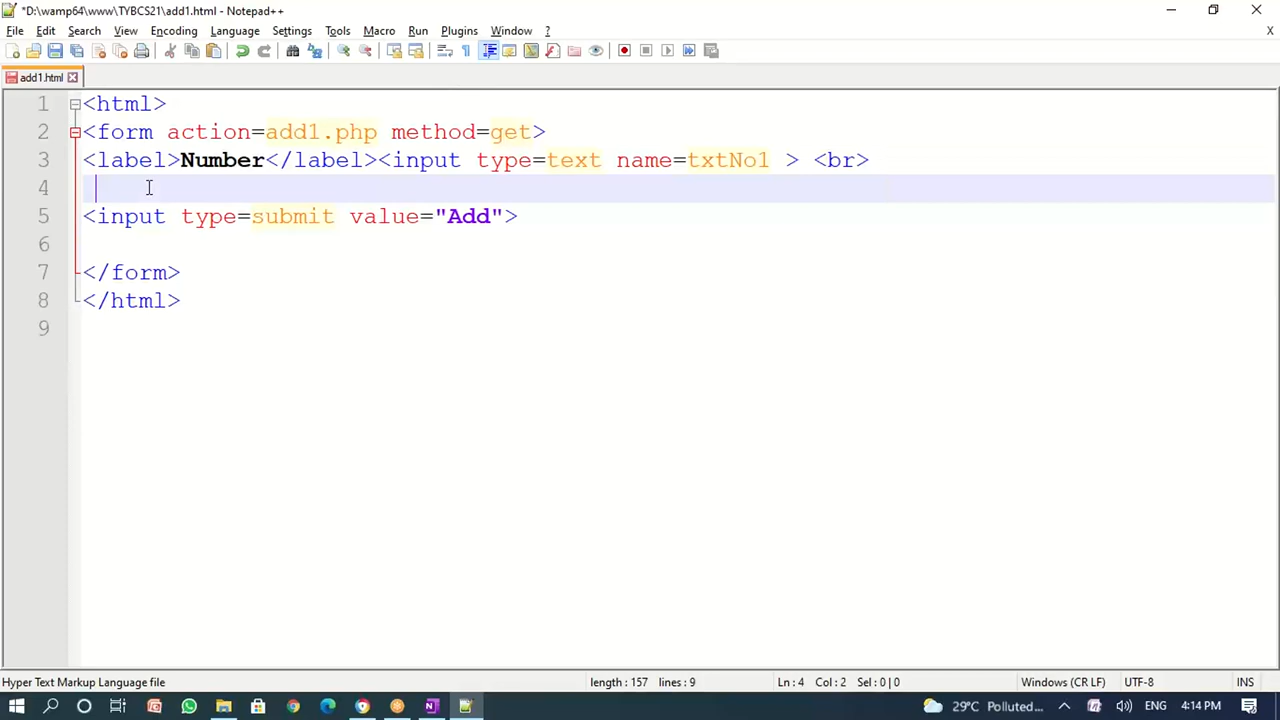 *D:\wamp64\www\TYBCS21\add1.html - Notepad++
File Edit Search View Encoding Language Settings Tools Macro Run Plugins Window ? X
add1.html
1 <html>
2 <form action=add1.php method=get>
3 <label>Number</label><input type=text name=txtNo1 > <br>
4
5 <input type=submit value="Add">
6
7 </form>
8 </html>
9
Hyper Text Markup Language file length : 157 lines : 9 Ln : 4 Col : 2 Sel : 0 | 0 Windows (CR LF) UTF-8 INS
29°C Polluted... ENG 4:14 PM